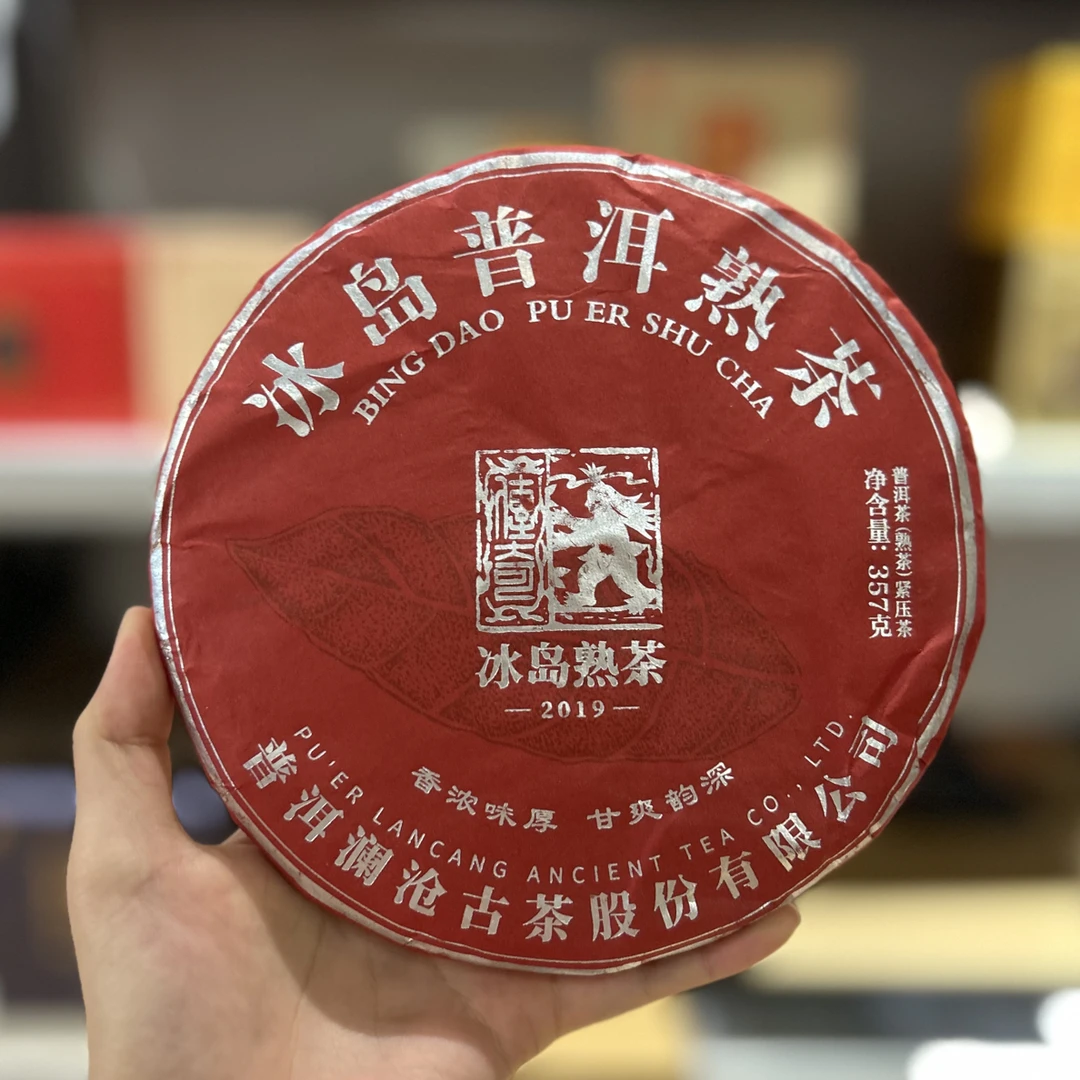 冰岛普洱熟茶
BING DAO PU ER SHU CHA
普洱茶(熟茶)紧压茶
净含量: 357克
冰岛熟茶
2019
香浓味厚 甘爽韵深
PU'ER LANCANG ANCIENT TEA CO., LTD.
普洱澜沧古茶股份有限公司